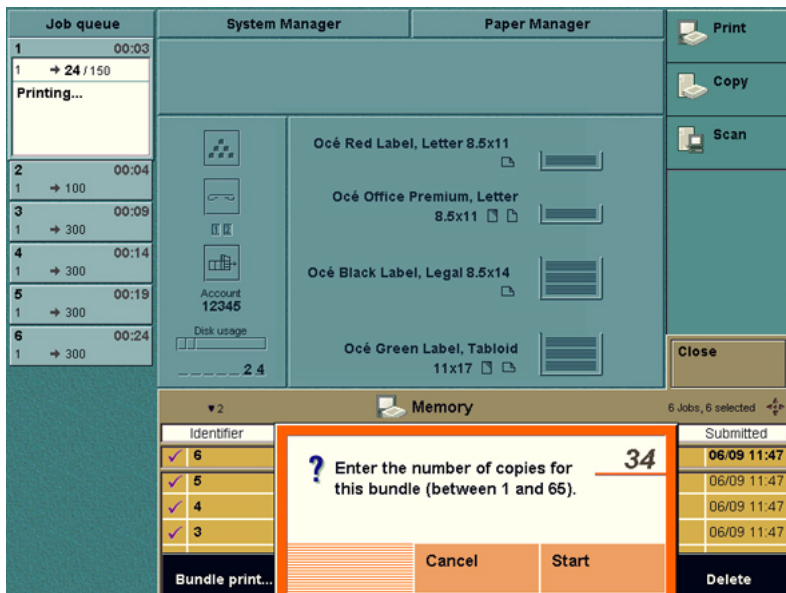 Job queue
System Manager
Paper Manager
Print
Copy
Scan
1 00:03
1 → 24 / 150
Printing...
2 00:04
1 → 100
3 00:09
1 → 300
4 00:14
1 → 300
5 00:19
1 → 300
6 00:24
1 → 300
Account
12345
Disk usage
_ _ _ _ _ 2 4
Océ Red Label, Letter 8.5x11
Océ Office Premium, Letter
8.5x11
Océ Black Label, Legal 8.5x14
Océ Green Label, Tabloid
11x17
Close
♥2
Memory
6 Jobs, 6 selected
Identifier
Submitted
6 06/09 11:47
5 06/09 11:47
4 06/09 11:47
3 06/09 11:47
? Enter the number of copies for
this bundle (between 1 and 65).
34
Cancel
Start
Bundle print...
Delete